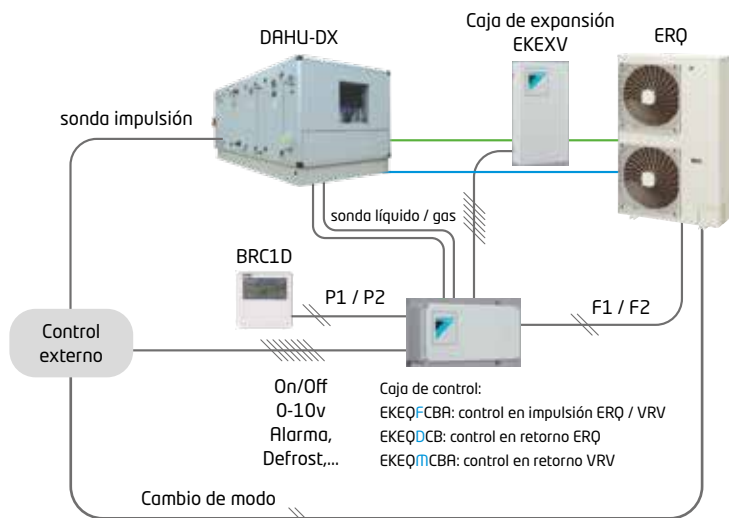 Caja de expansión
EKEXV
ERQ
DAHU-DX
sonda impulsión
sonda líquido / gas
BRC1D
P1 / P2
F1 / F2
Control
externo
On/Off
0-10v
Alarma,
Defrost,...
Caja de control:
EKEQFCBA: control en impulsión ERQ / VRV
EKEQDCB: control en retorno ERQ
EKEQMCBA: control en retorno VRV
Cambio de modo